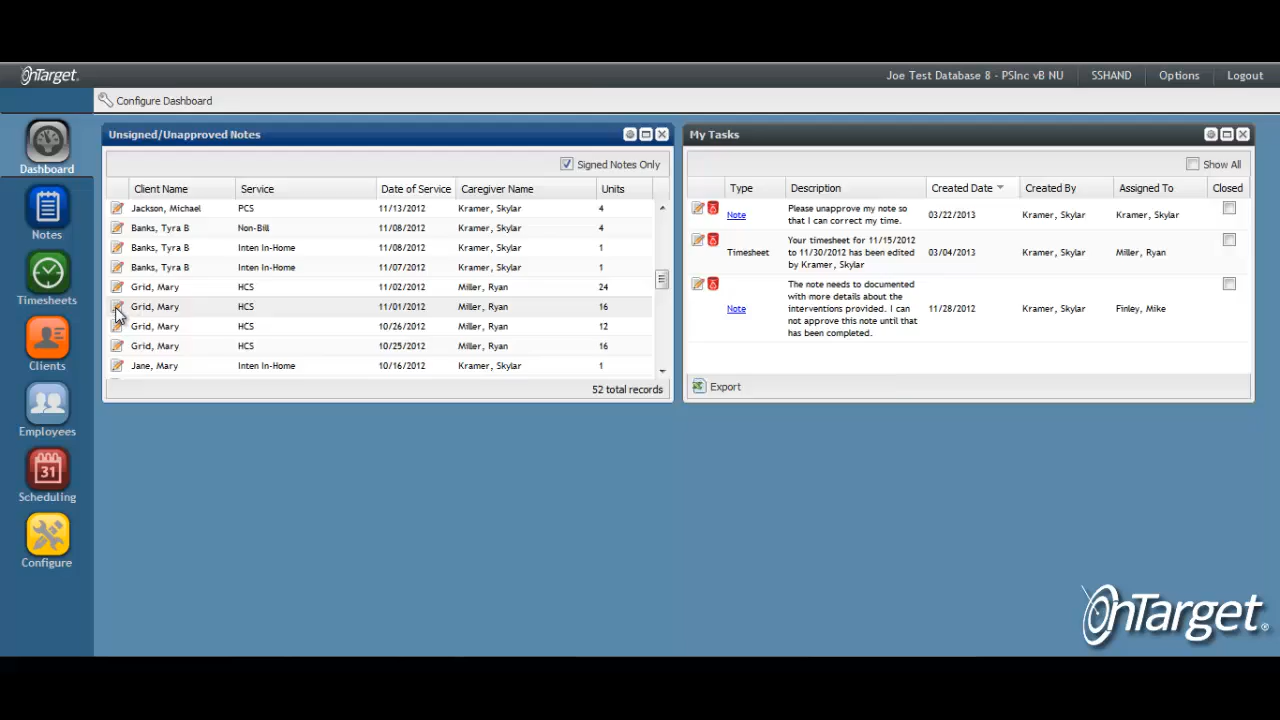 OnTarget.
Joe Test Database 8 - PSInc vB NU
SSHAND
Options
Logout
Configure Dashboard
Dashboard
Notes
Timesheets
Clients
Employees
31
Scheduling
Configure
Unsigned/Unapproved Notes
Signed Notes Only
Client Name Service Date of Service Caregiver Name Units
Jackson, Michael PCS 11/13/2012 Kramer, Skylar 4
Banks, Tyra B Non-Bill 11/08/2012 Kramer, Skylar 4
Banks, Tyra B Inten In-Home 11/08/2012 Kramer, Skylar 1
Banks, Tyra B Inten In-Home 11/07/2012 Kramer, Skylar 1
Grid, Mary HCS 11/02/2012 Miller, Ryan 24
Grid, Mary HCS 11/01/2012 Miller, Ryan 16
Grid, Mary HCS 10/26/2012 Miller, Ryan 12
Grid, Mary HCS 10/25/2012 Miller, Ryan 16
Jane, Mary Inten In-Home 10/16/2012 Kramer, Skylar 1
52 total records
My Tasks
Show All
Type Description Created Date Created By Assigned To Closed
Note
Please unapprove my note so
that I can correct my time.
03/22/2013 Kramer, Skylar Kramer, Skylar
Timesheet
Your timesheet for 11/15/2012
to 11/30/2012 has been edited
by Kramer, Skylar
03/04/2013 Kramer, Skylar Miller, Ryan
Note
The note needs to documented
with more details about the
interventions provided. I can
not approve this note until that
has been completed.
11/28/2012 Kramer, Skylar Finley, Mike
Export
OnTarget®